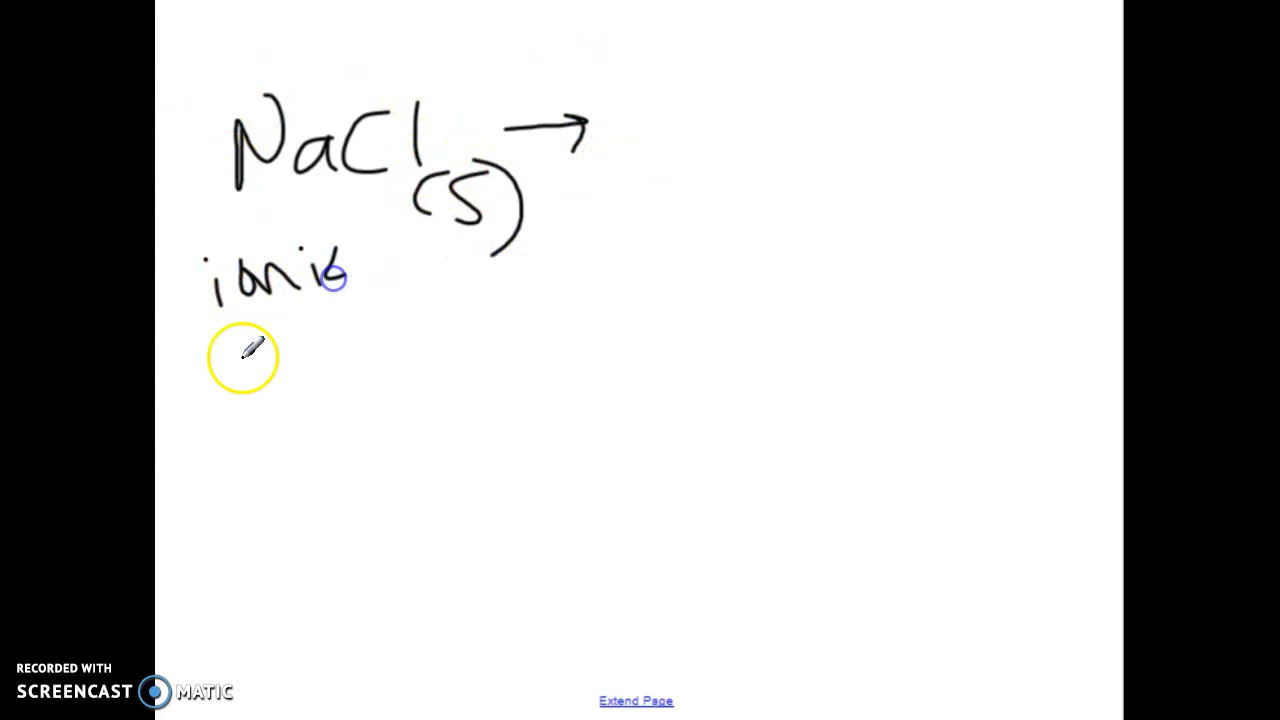 NaCl(s) →
ionic
RECORDED WITH
SCREENCAST MATIC
Extend Page